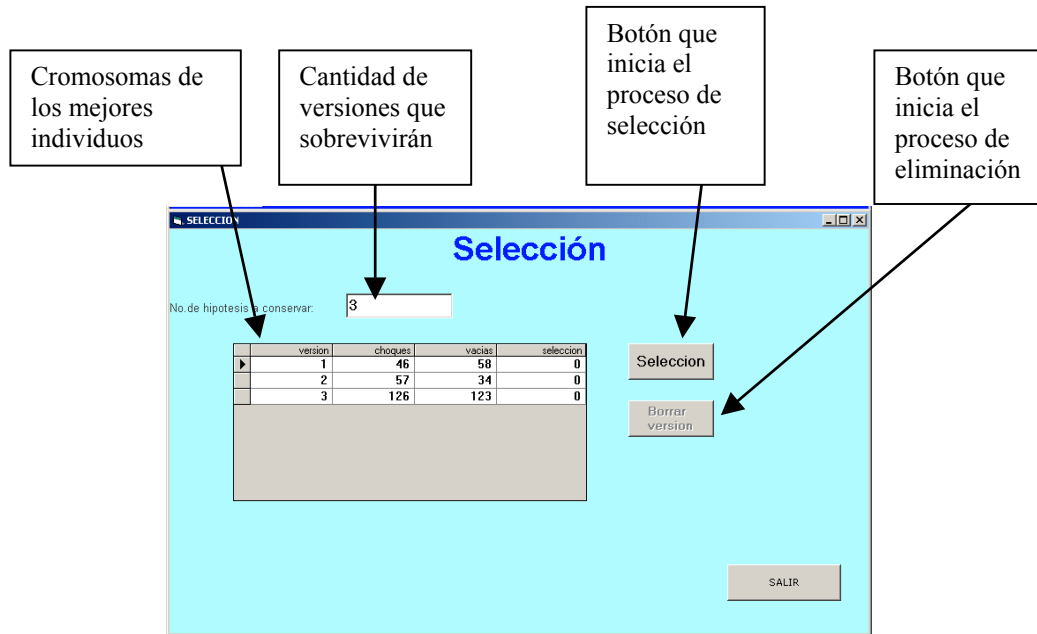 Cromosomas de
los mejores
individuos
Cantidad de
versiones que
sobrevivirán
Botón que
inicia el
proceso de
selección
Botón que
inicia el
proceso de
eliminación
SELECCION
Selección
No.de hipotesis a conservar:
3
version choques vacias seleccion
1 46 58 0
2 57 34 0
3 126 123 0
Seleccion
Borrar
version
SALIR